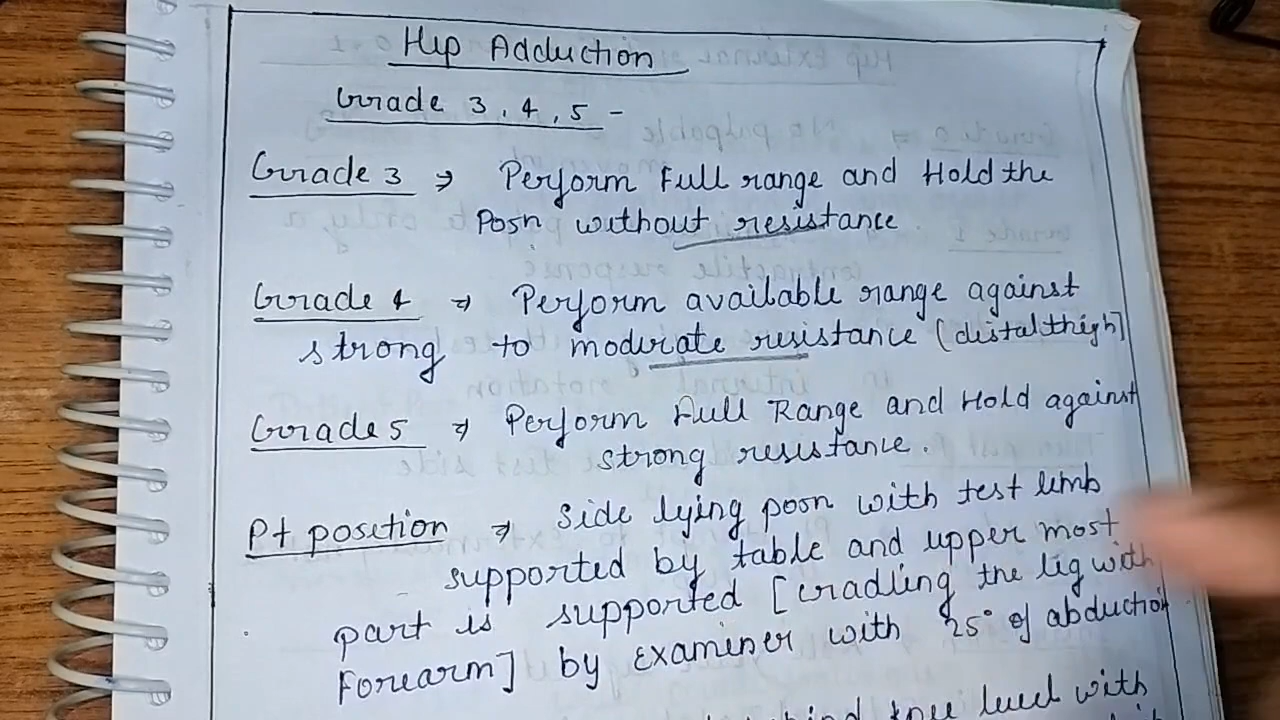 Hip Adduction
Grade 3, 4, 5 -
Grade 3 ⇒ Perform Full range and Hold the
Posn without resistance
Grade 4 ⇒ Perform available range against
strong to moderate resistance [distal thigh]
Grade 5 ⇒ Perform Full Range and Hold against
strong resistance.
Pt position ⇒ Side lying posn with test limb
supported by table and upper most
part is supported [cradling the leg with
Forearm] by Examiner with 25° of abduction
knee level with